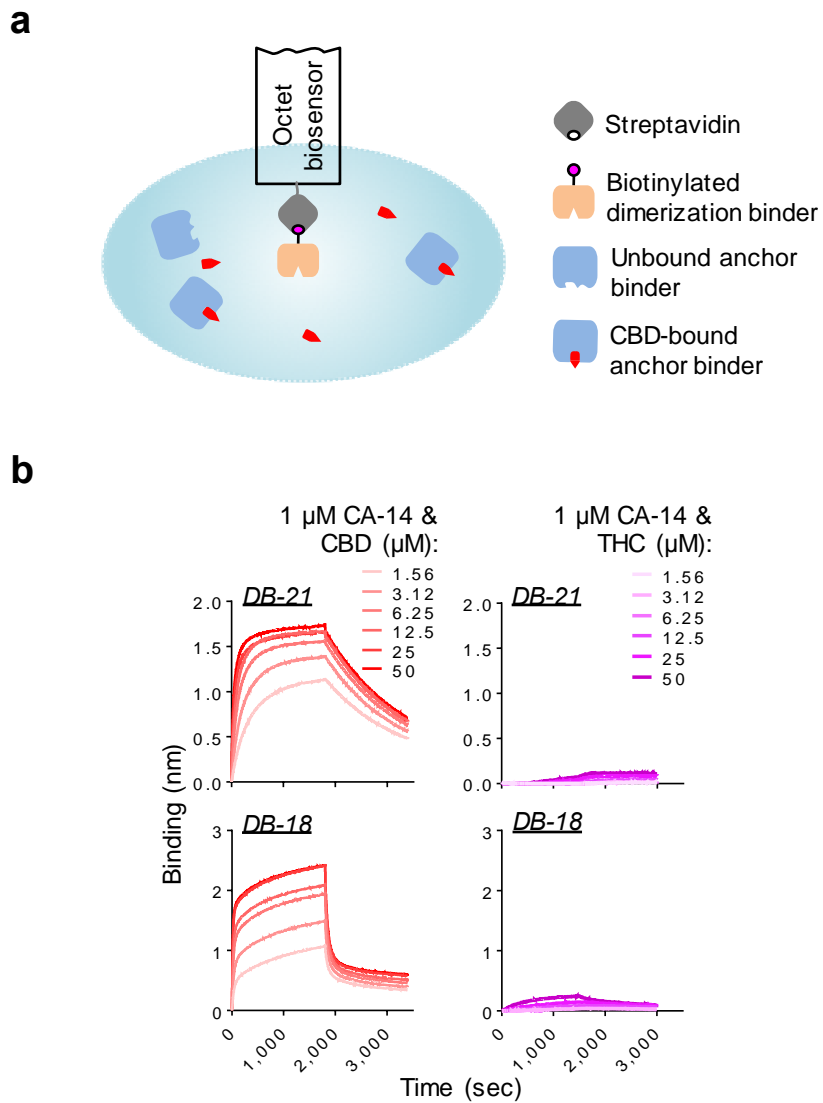 a
Octet
biosensor
Streptavidin
Biotinylated
dimerization binder
Unbound anchor
binder
CBD-bound
anchor binder
b
1 µM CA-14 &
CBD (µM):
1.56
3.12
6.25
12.5
25
50
1 µM CA-14 &
THC (µM):
1.56
3.12
6.25
12.5
25
50
DB-21
2.0
1.5
1.0
0.5
0.0
DB-21
2.0
1.5
1.0
0.5
0.0
Binding (nm)
DB-18
3
2
1
0
0
1,000
2,000
3,000
DB-18
3
2
1
0
0
1,000
2,000
3,000
Time (sec)